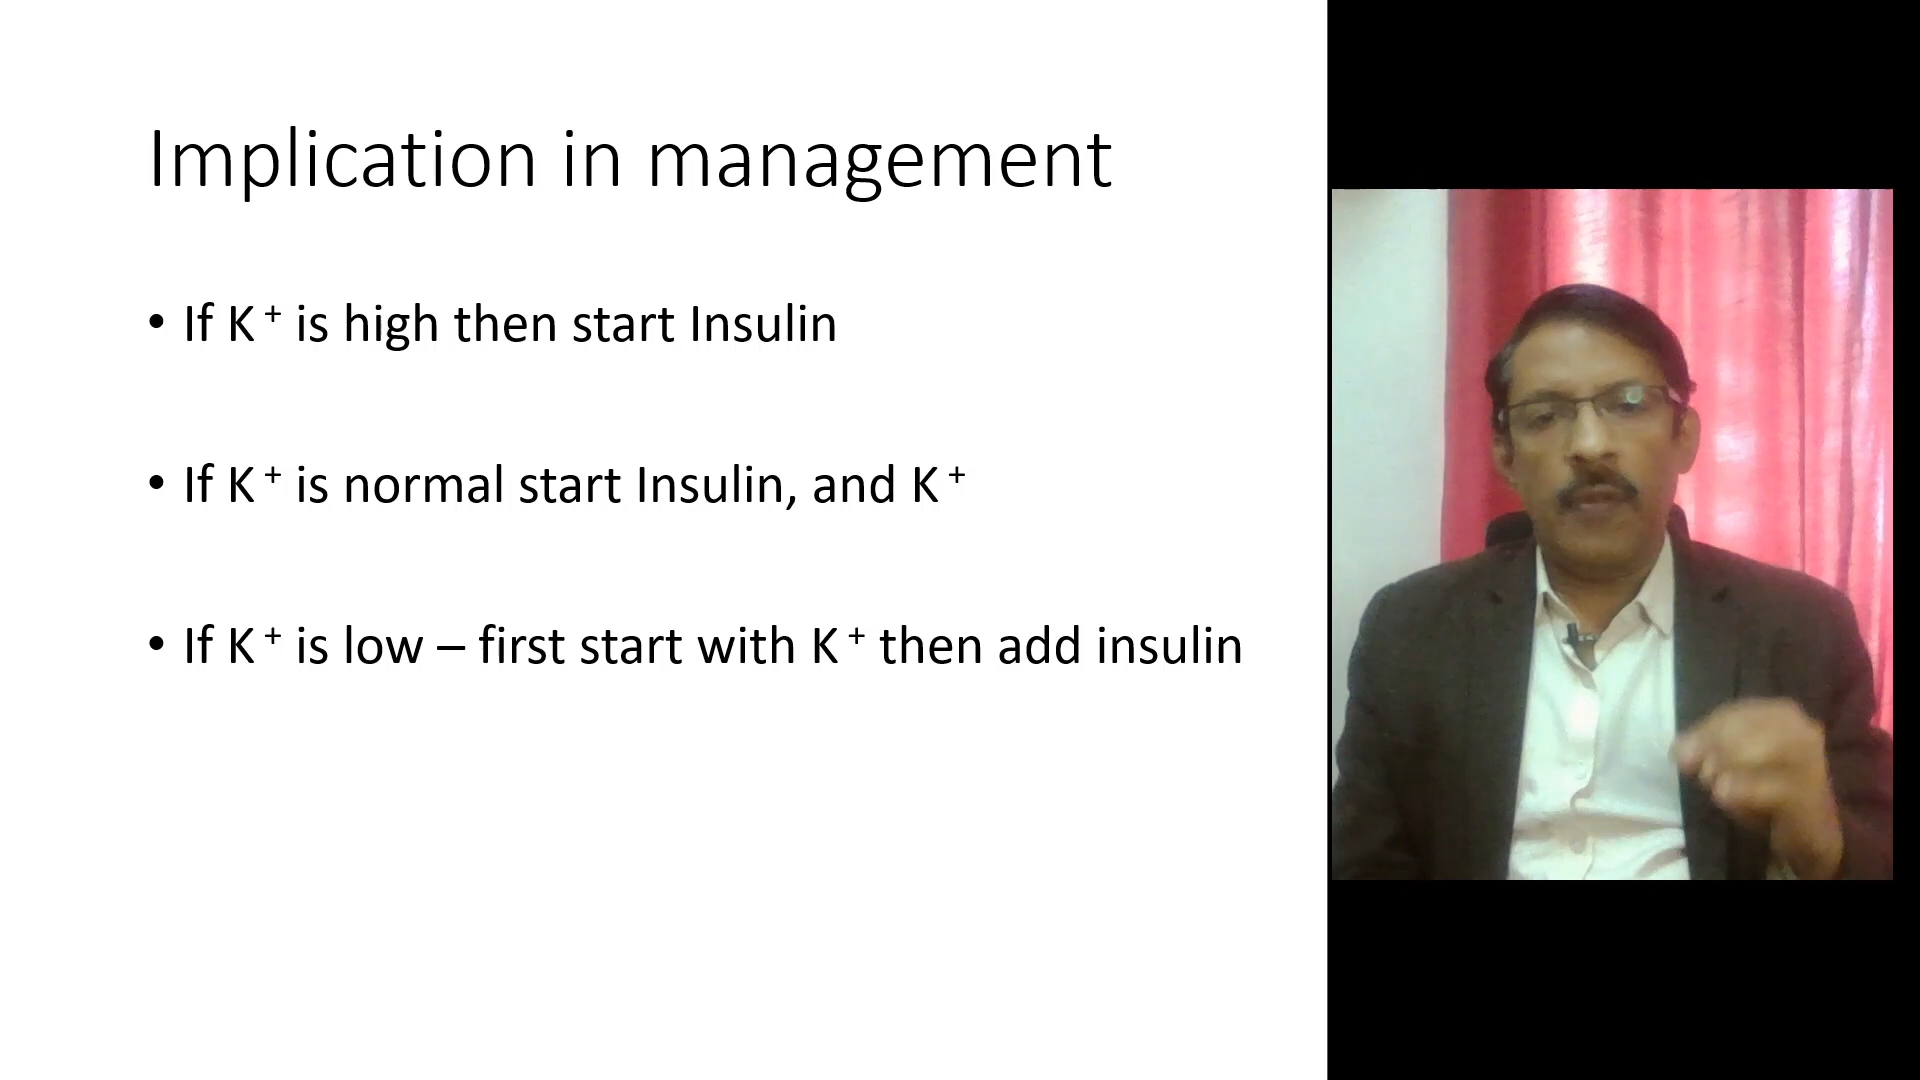 Implication in management
• If K⁺ is high then start Insulin
• If K⁺ is normal start Insulin, and K⁺
• If K⁺ is low – first start with K⁺ then add insulin